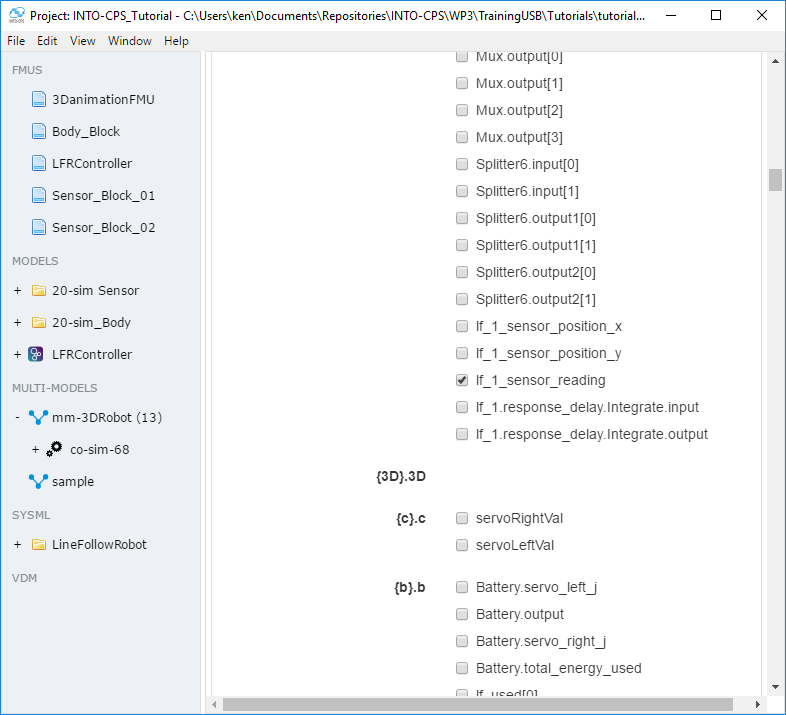 Project: INTO-CPS_Tutorial - C:\Users\ken\Documents\Repositories\INTO-CPS\WP3\TrainingUSB\Tutorials\tutorial...
File Edit View Window Help
FMUS
3DanimationFMU
Body_Block
LFRController
Sensor_Block_01
Sensor_Block_02
MODELS
+ 20-sim Sensor
+ 20-sim_Body
+ LFRController
MULTI-MODELS
- mm-3DRobot (13)
+ co-sim-68
sample
SYSML
+ LineFollowRobot
VDM
Mux.output[0]
Mux.output[1]
Mux.output[2]
Mux.output[3]
Splitter6.input[0]
Splitter6.input[1]
Splitter6.output1[0]
Splitter6.output1[1]
Splitter6.output2[0]
Splitter6.output2[1]
lf_1_sensor_position_x
lf_1_sensor_position_y
lf_1_sensor_reading
lf_1.response_delay.Integrate.input
lf_1.response_delay.Integrate.output
{3D}.3D
{c}.c servoRightVal
servoLeftVal
{b}.b Battery.servo_left_j
Battery.output
Battery.servo_right_j
Battery.total_energy_used
lf_used[0]